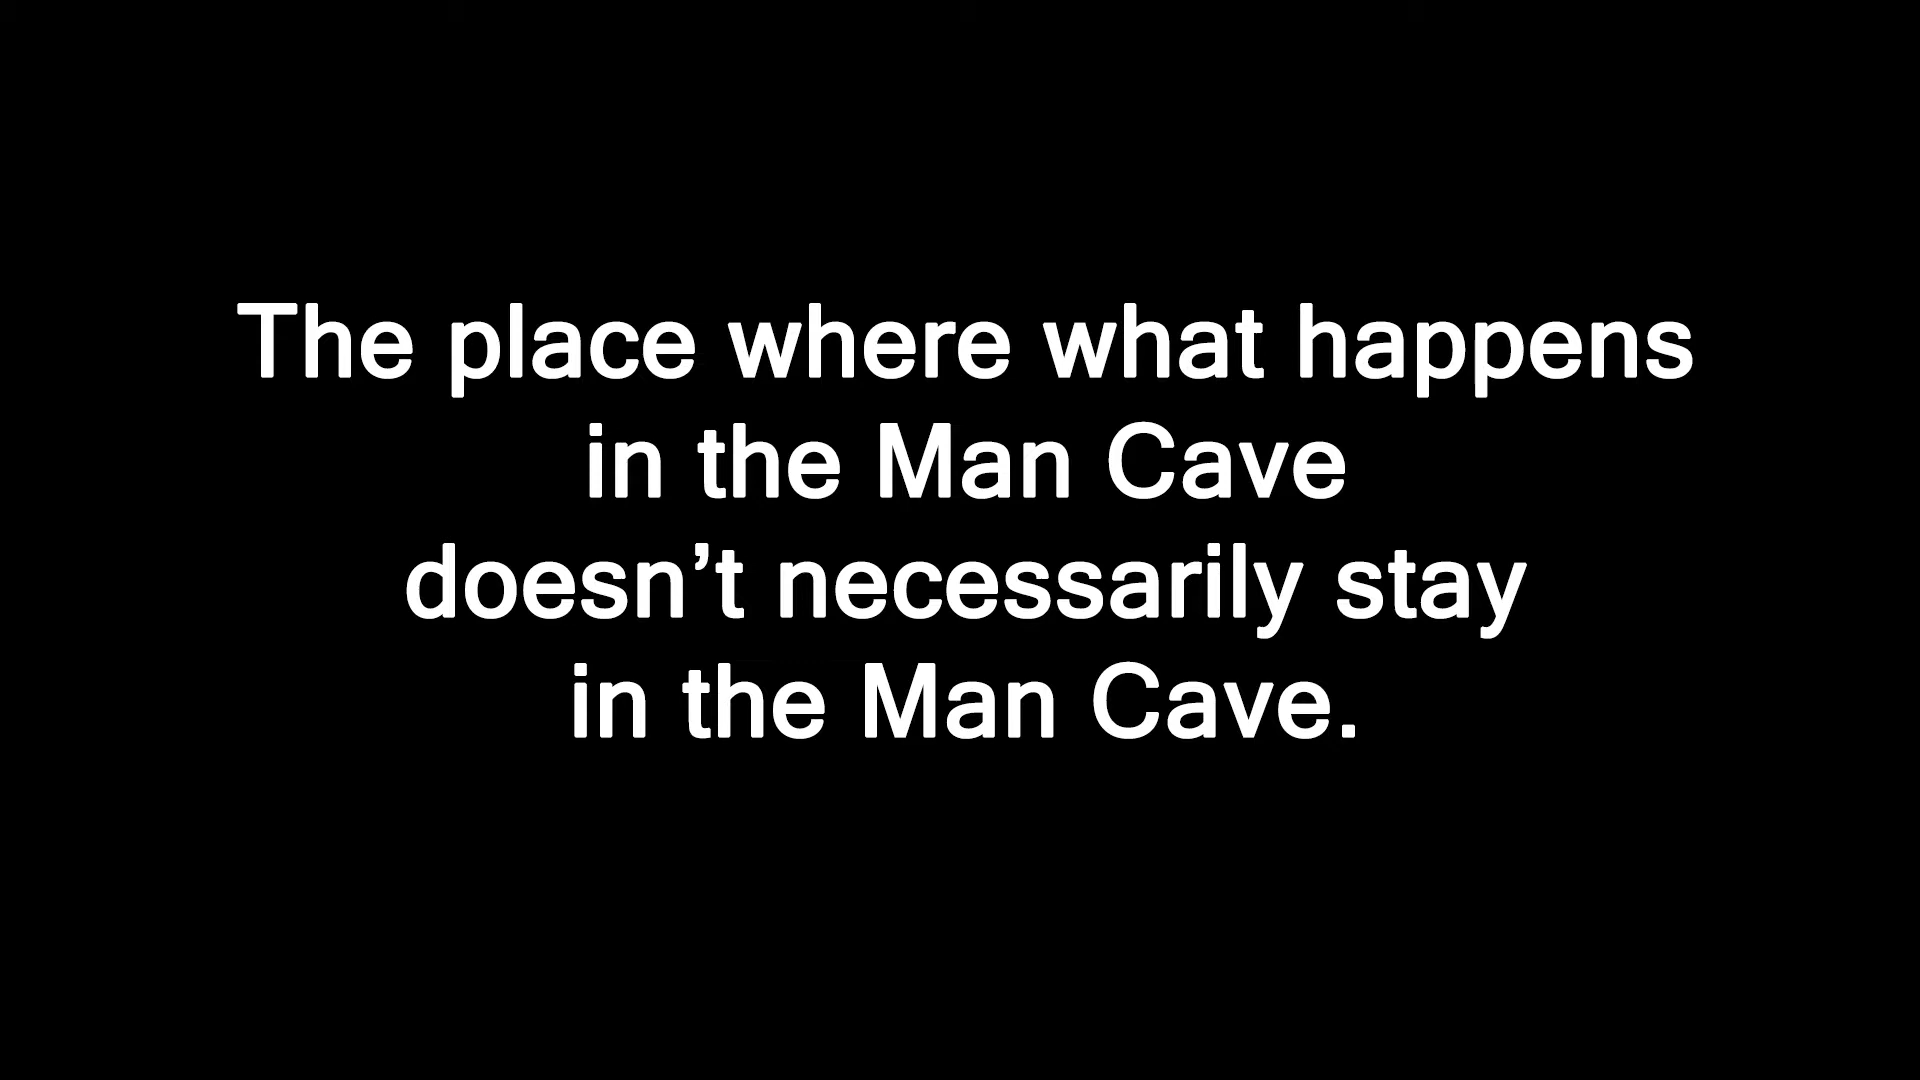 The place where what happens
in the Man Cave
doesn’t necessarily stay
in the Man Cave.